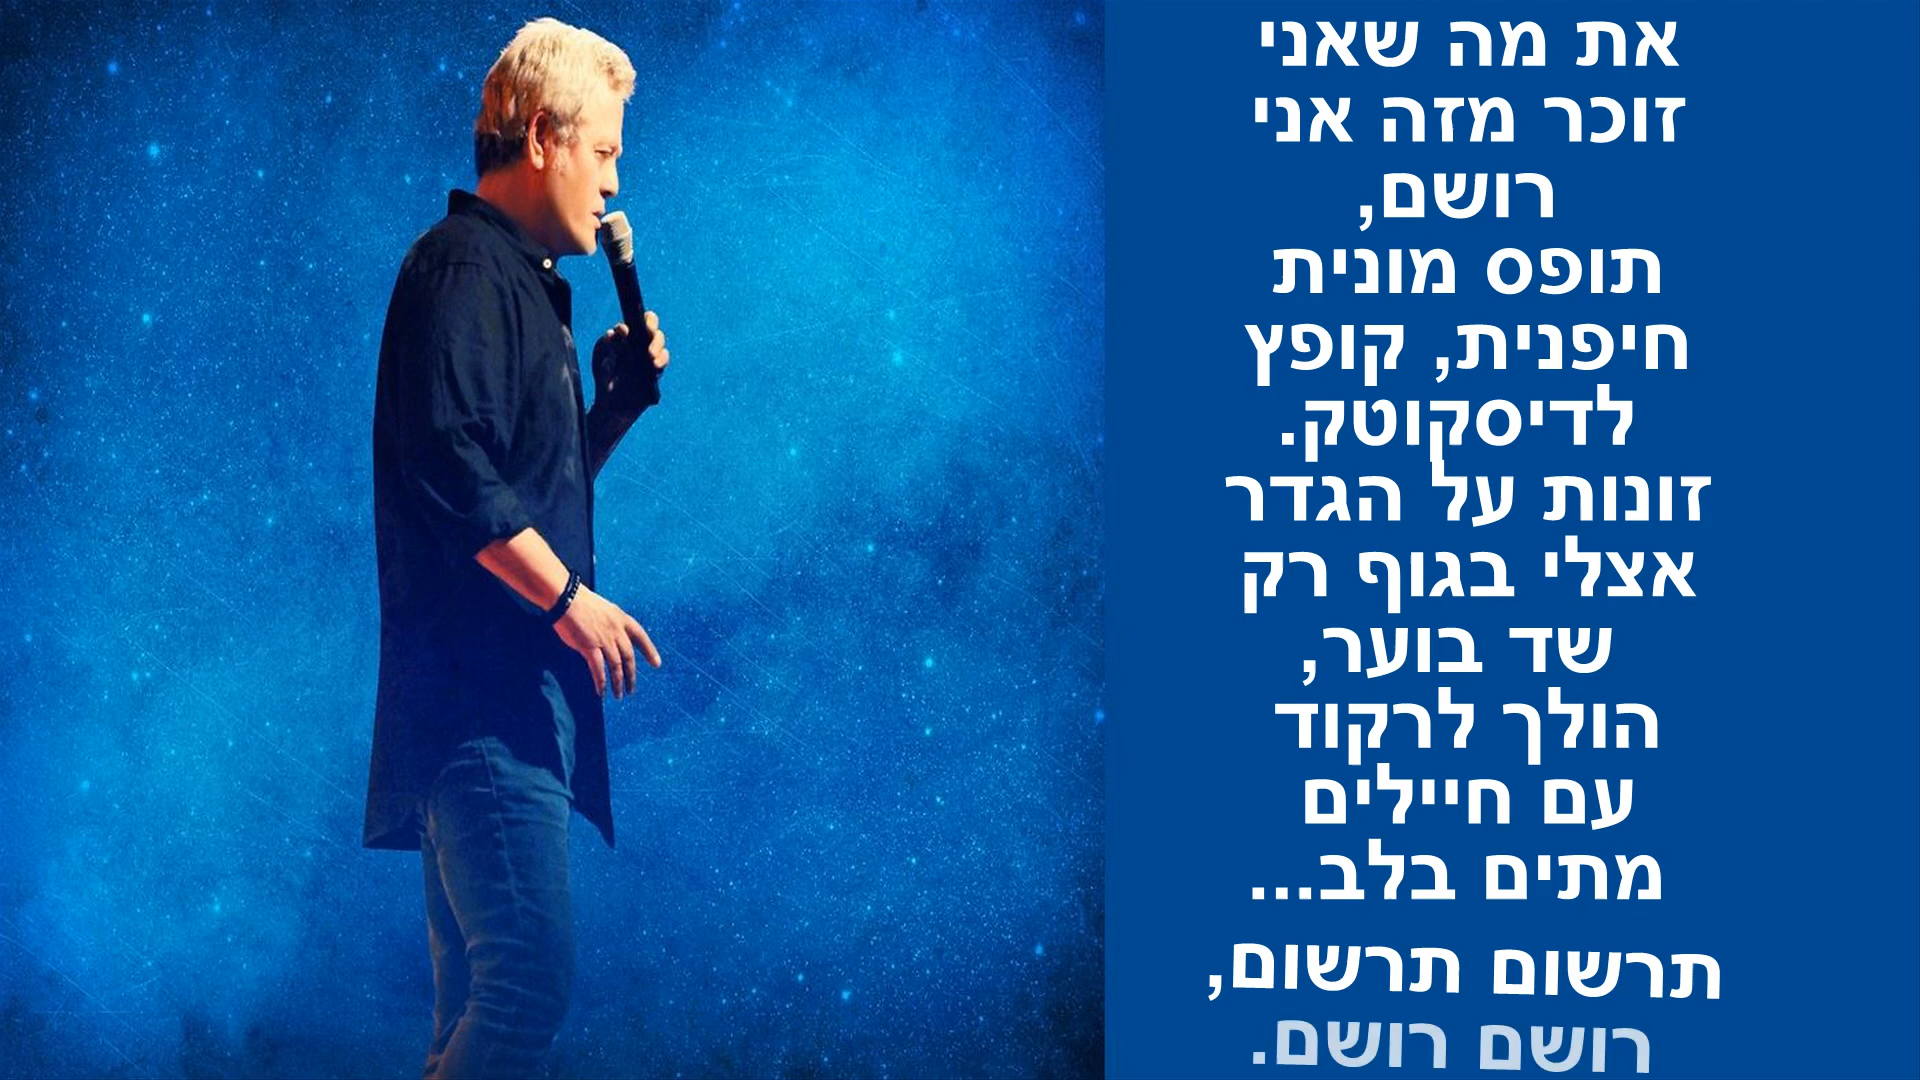 את מה שאני
זוכר מזה אני
רושם,
תופס מונית
חיפנית, קופץ
לדיסקוטק.
זונות על הגדר
אצלי בגוף רק
שד בוער,
הולך לרקוד
עם חיילים
מתים בלב...
תרשום תרשום,
רושם רושם.